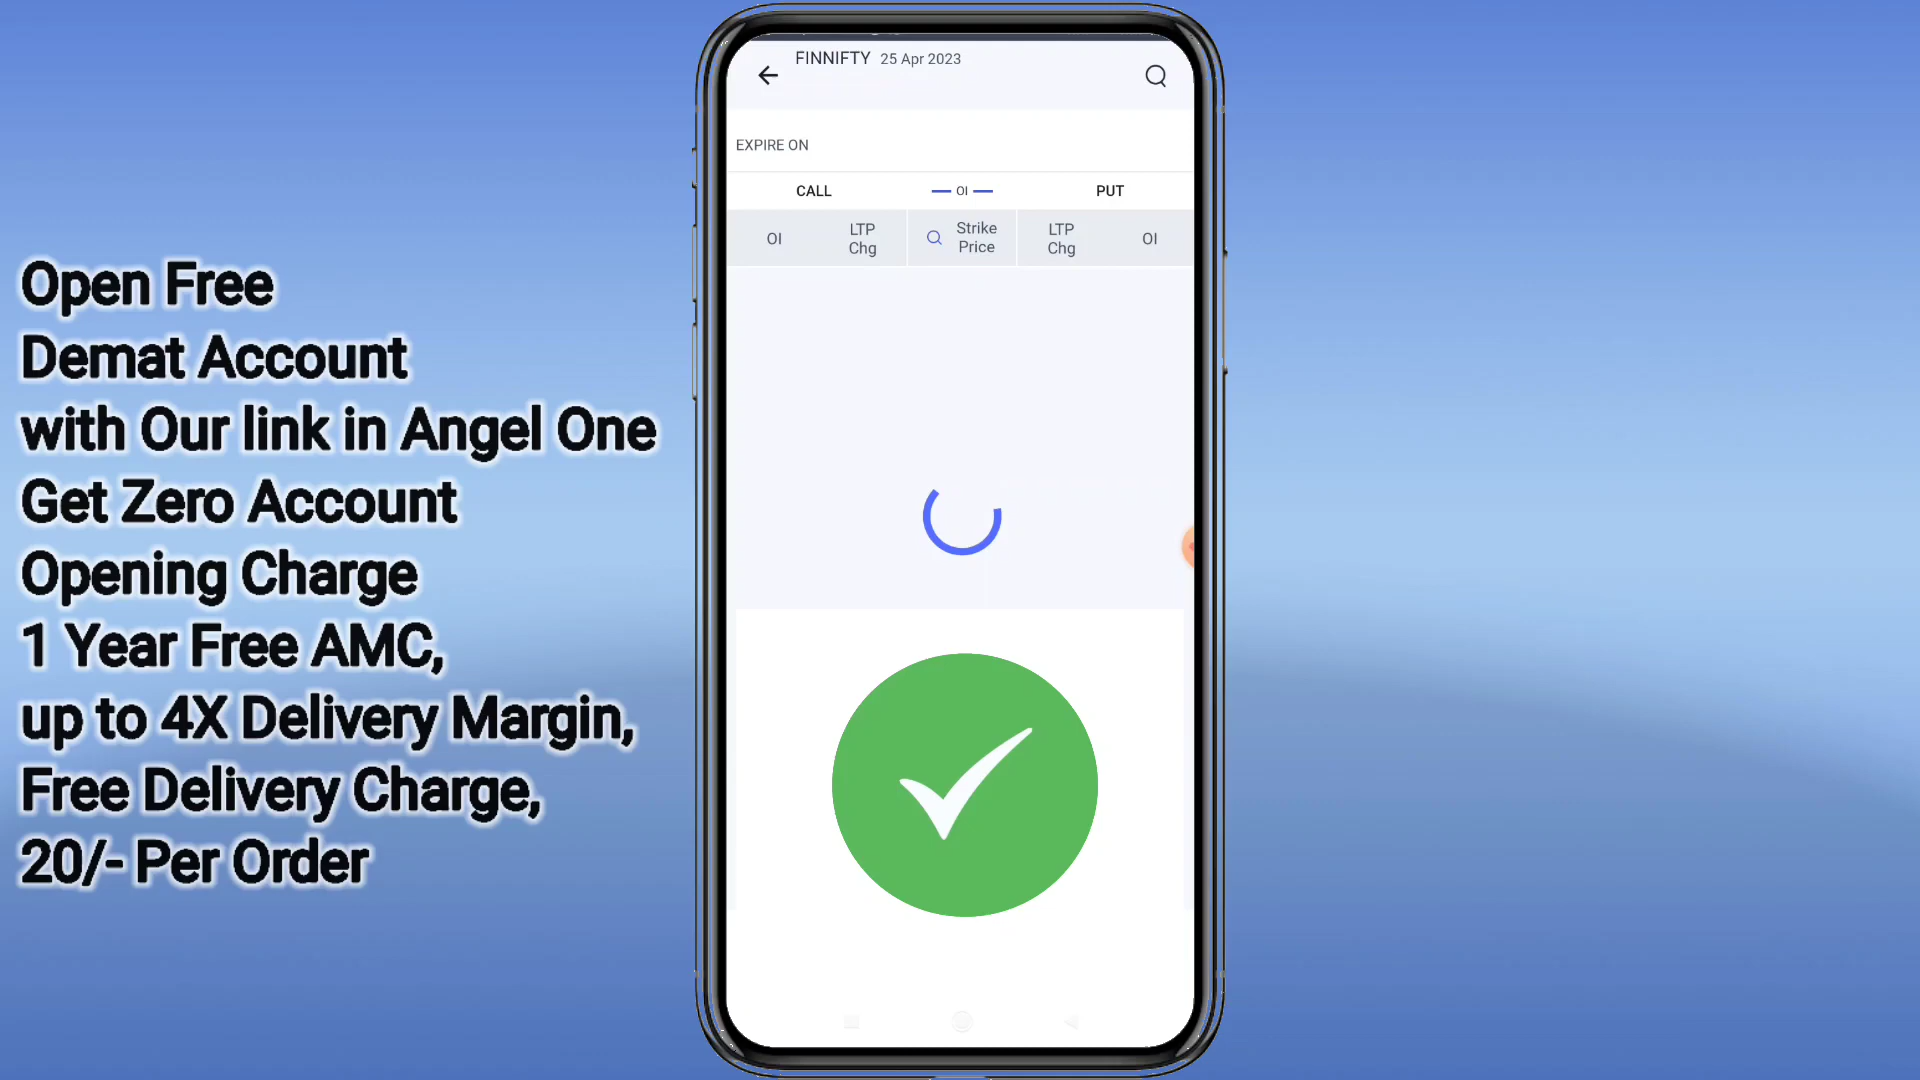 Open Free
Demat Account
with Our link in Angel One
Get Zero Account
Opening Charge
1 Year Free AMC,
up to 4X Delivery Margin,
Free Delivery Charge,
20/- Per Order
FINNIFTY 25 Apr 2023
EXPIRE ON
CALL OI PUT
OI LTP Chg Strike Price LTP Chg OI